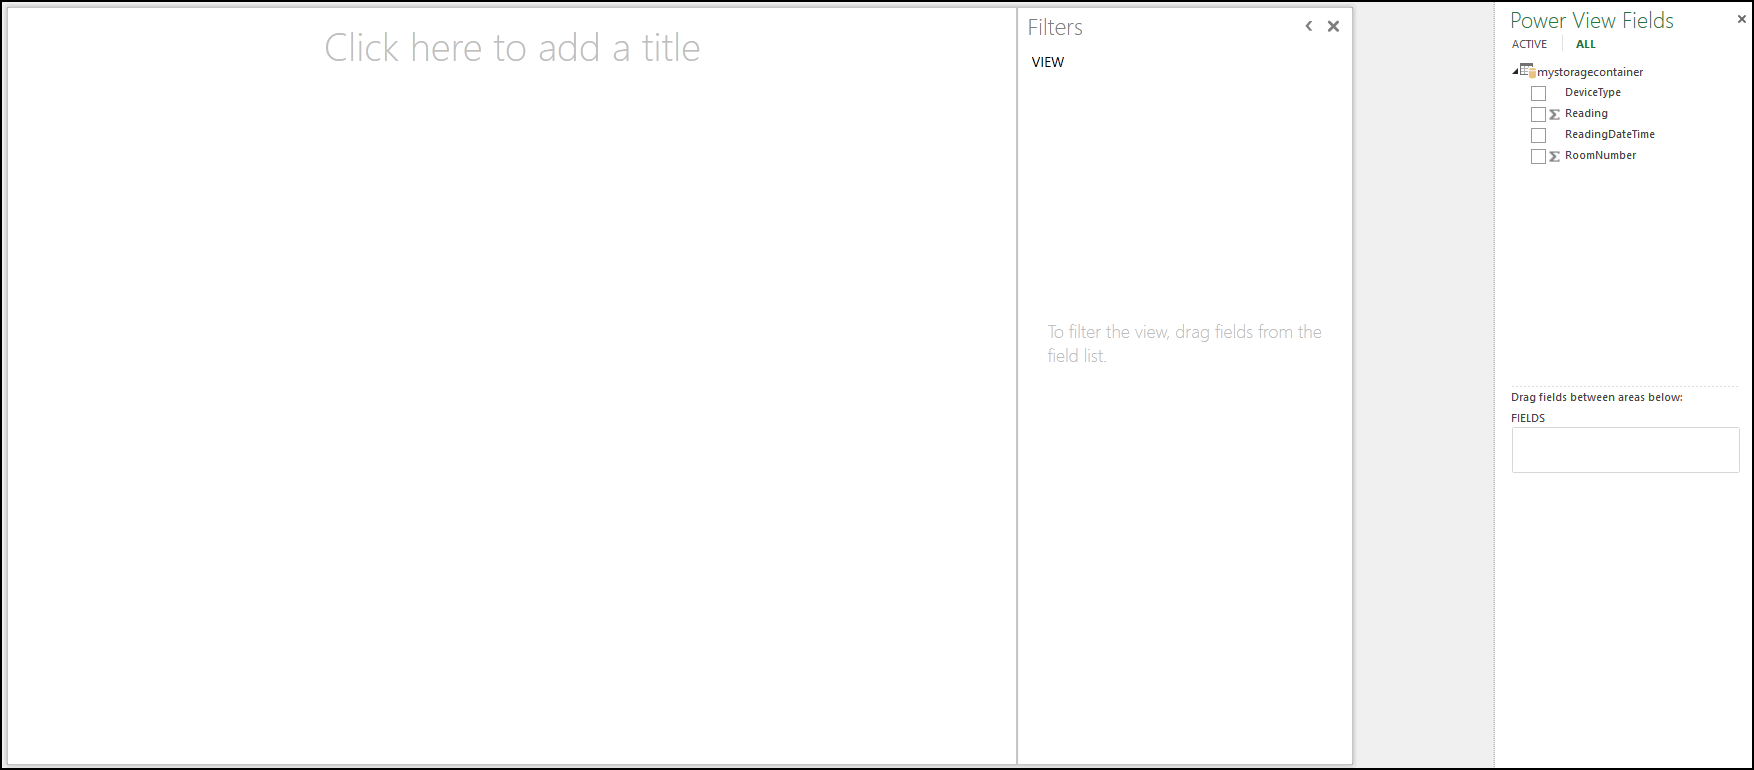 Click here to add a title
Filters
VIEW
To filter the view, drag fields from the
field list.
Power View Fields
ACTIVE
ALL
mystoragecontainer
DeviceType
Σ Reading
ReadingDateTime
Σ RoomNumber
Drag fields between areas below:
FIELDS